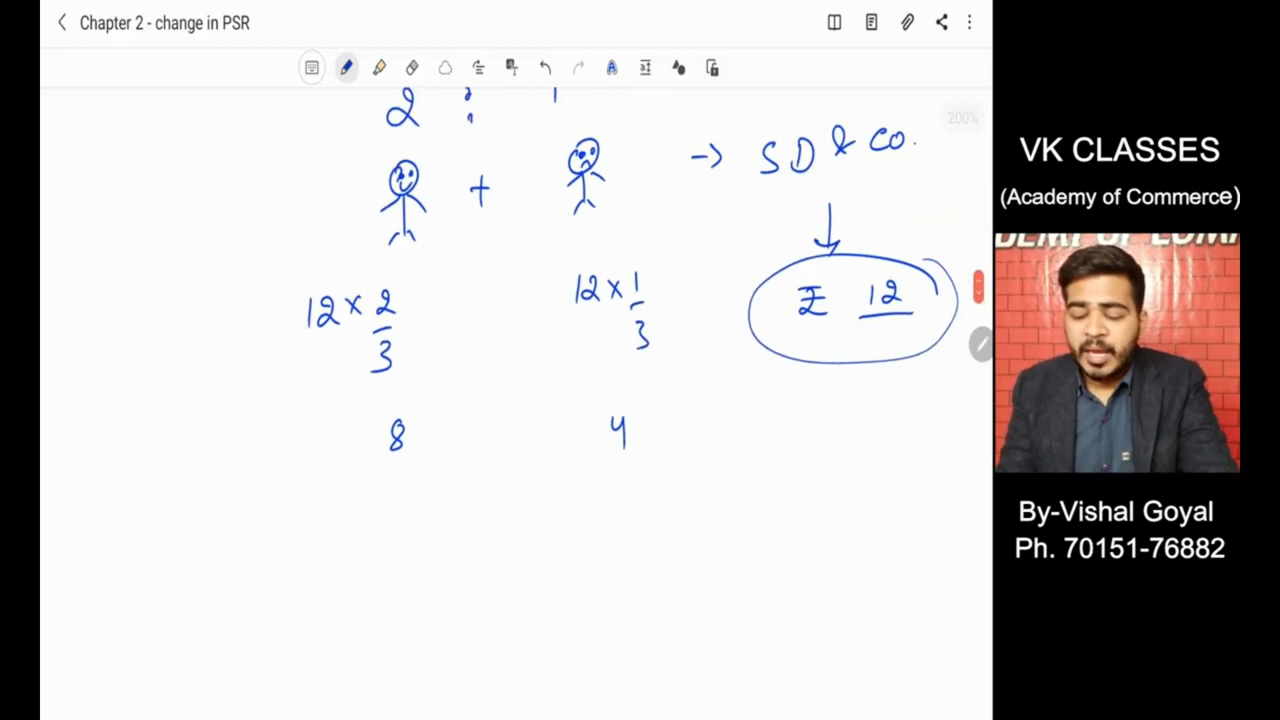 Chapter 2 - change in PSR
200%
2 : 1
+ → SD & Co.
₹ 12
12 × 2/3
12 × 1/3
8 4
VK CLASSES
(Academy of Commerce)
By-Vishal Goyal
Ph. 70151-76882